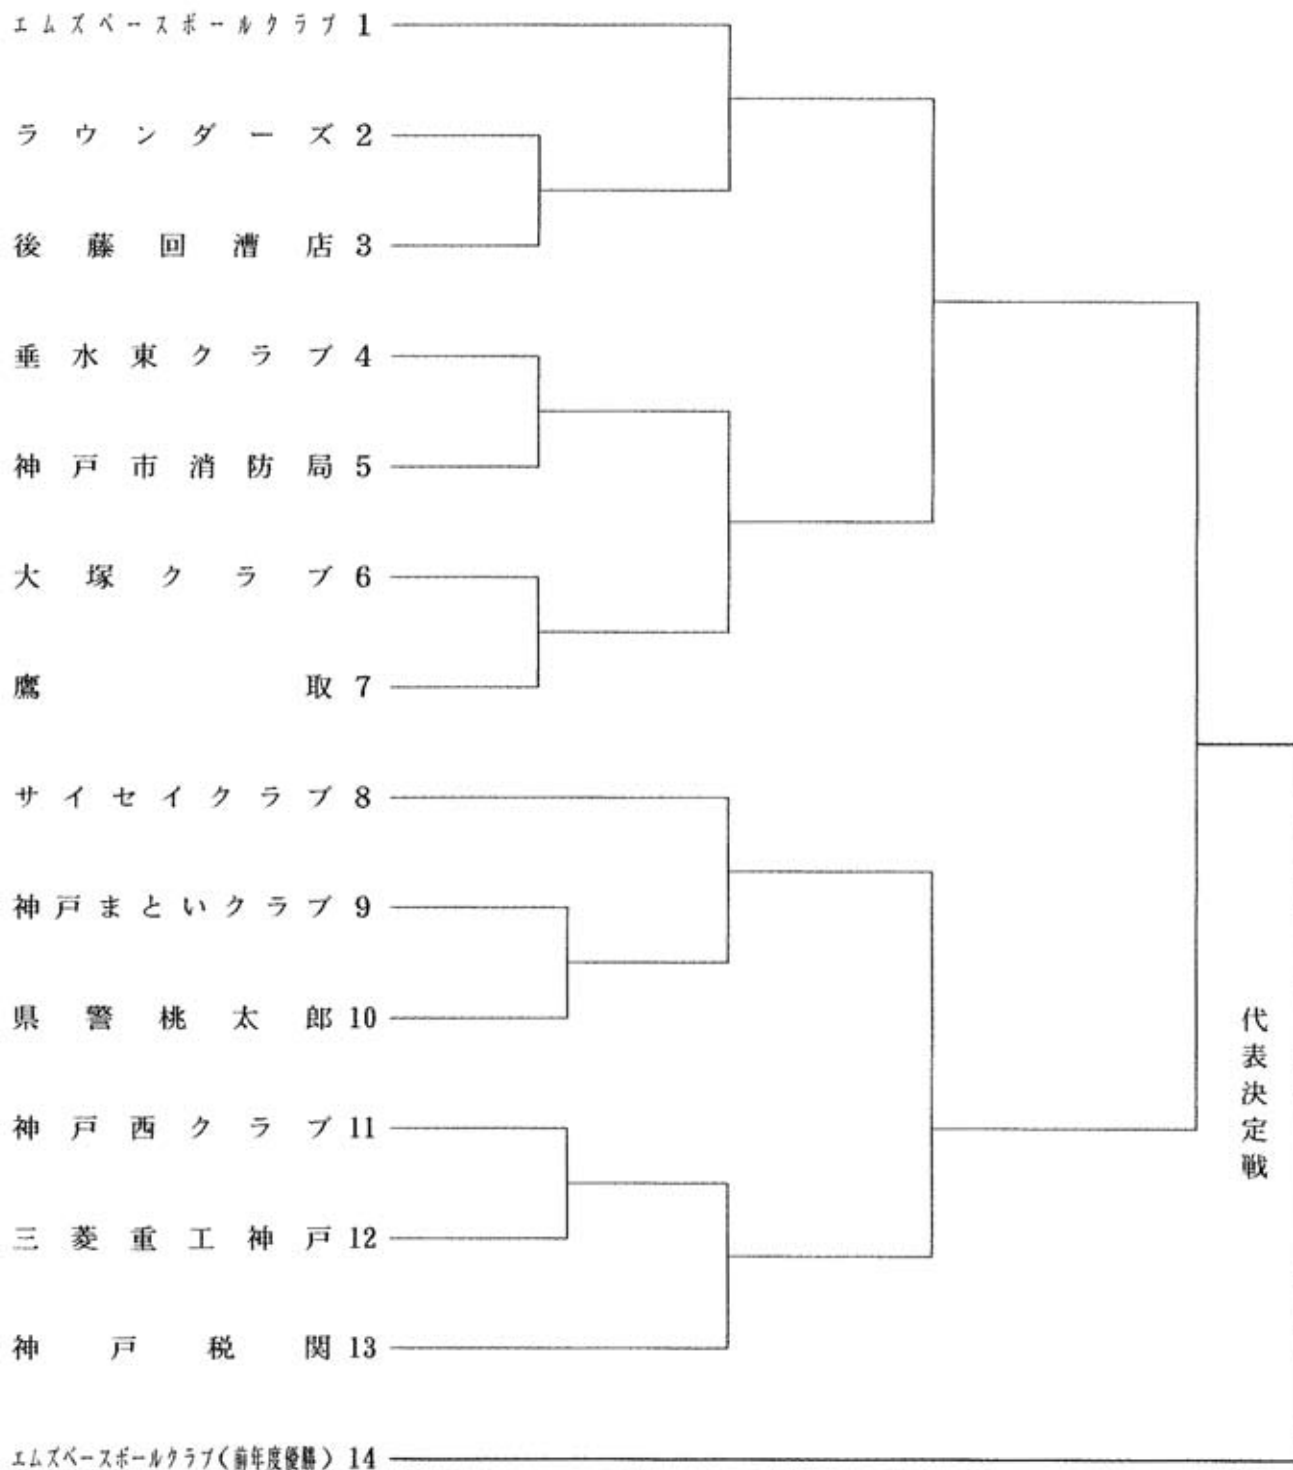 エムズベースボールクラブ 1
ラウンダーズ 2
後藤回漕店 3
垂水東クラブ 4
神戸市消防局 5
大塚クラブ 6
鷹取 7
サイセイクラブ 8
神戸まといクラブ 9
県警桃太郎 10
神戸西クラブ 11
三菱重工神戸 12
神戸税関 13
エムズベースボールクラブ(前年度優勝) 14
代表決定戦